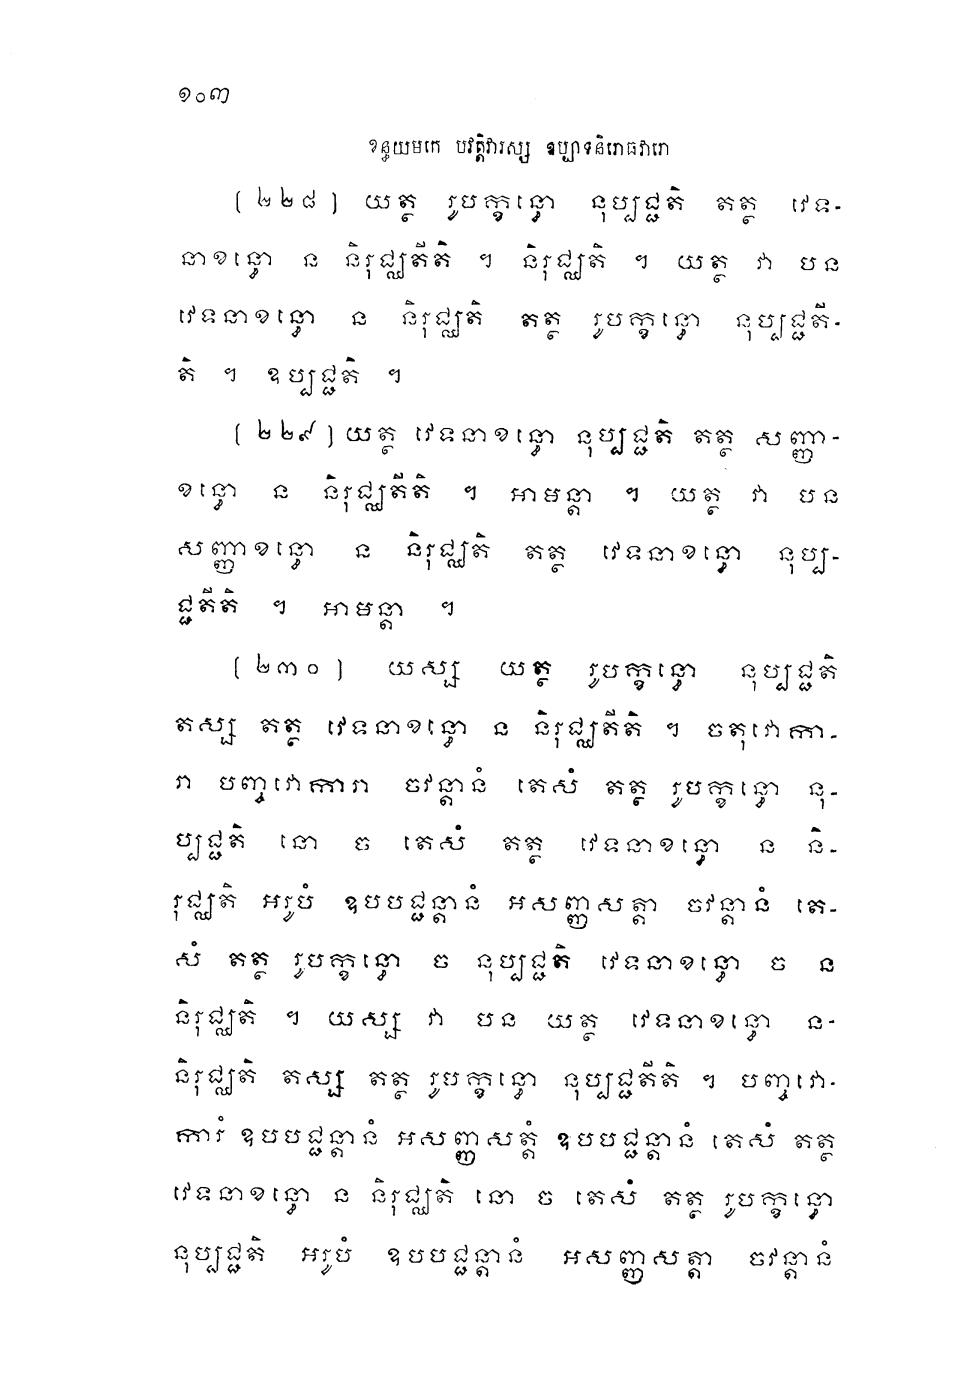 ១០៣
ខន្ធយមកេ បវត្តិវារស្ស ឧប្បាទនិរោធវារោ
[ ២២៨ ] យត្ថ រូបក្ខន្ធោ នុប្បជ្ជតិ តត្ថ វេទ-
នាខន្ធោ ន និរុជ្ឈតីតិ ។ និរុជ្ឈតិ ។ យត្ថ វា បន
វេទនាខន្ធោ ន និរុជ្ឈតិ តត្ថ រូបក្ខន្ធោ នុប្បជ្ជតី-
តិ ។ ឧប្បជ្ជតិ ។
[ ២២៩ ] យត្ថ វេទនាខន្ធោ នុប្បជ្ជតិ តត្ថ សញ្ញា-
ខន្ធោ ន និរុជ្ឈតីតិ ។ អាមន្តា ។ យត្ថ វា បន
សញ្ញាខន្ធោ ន និរុជ្ឈតិ តត្ថ វេទនាខន្ធោ នុប្ប-
ជ្ជតីតិ ។ អាមន្តា ។
[ ២៣០ ] យស្ស យត្ថ រូបក្ខន្ធោ នុប្បជ្ជតិ
តស្ស តត្ថ វេទនាខន្ធោ ន និរុជ្ឈតីតិ ។ ចតុវោកា-
រា បញ្ចវោការា ចវន្តានំ តេសំ តត្ថ រូបក្ខន្ធោ នុ-
ប្បជ្ជតិ នោ ច តេសំ តត្ថ វេទនាខន្ធោ ន និ-
រុជ្ឈតិ អរូបំ ឧបបជ្ជន្តានំ អសញ្ញសត្តា ចវន្តានំ តេ-
សំ តត្ថ រូបក្ខន្ធោ ច នុប្បជ្ជតិ វេទនាខន្ធោ ច ន
និរុជ្ឈតិ ។ យស្ស វា បន យត្ថ វេទនាខន្ធោ ន-
និរុជ្ឈតិ តស្ស តត្ថ រូបក្ខន្ធោ នុប្បជ្ជតីតិ ។ បញ្ចវោ-
ការំ ឧបបជ្ជន្តានំ អសញ្ញសត្តំ ឧបបជ្ជន្តានំ តេសំ តត្ថ
វេទនាខន្ធោ ន និរុជ្ឈតិ នោ ច តេសំ តត្ថ រូបក្ខន្ធោ
នុប្បជ្ជតិ អរូបំ ឧបបជ្ជន្តានំ អសញ្ញសត្តា ចវន្តានំ